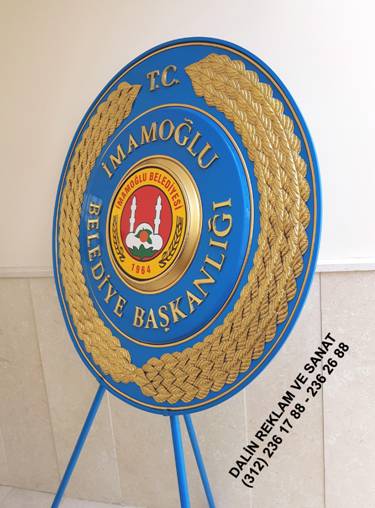 T.C.
İMAMOĞLU
BELEDİYE BAŞKANLIĞI
İMAMOĞLU BELEDİYESİ
1964
DALİN REKLAM VE SANAT
(312) 236 17 88 - 236 26 88